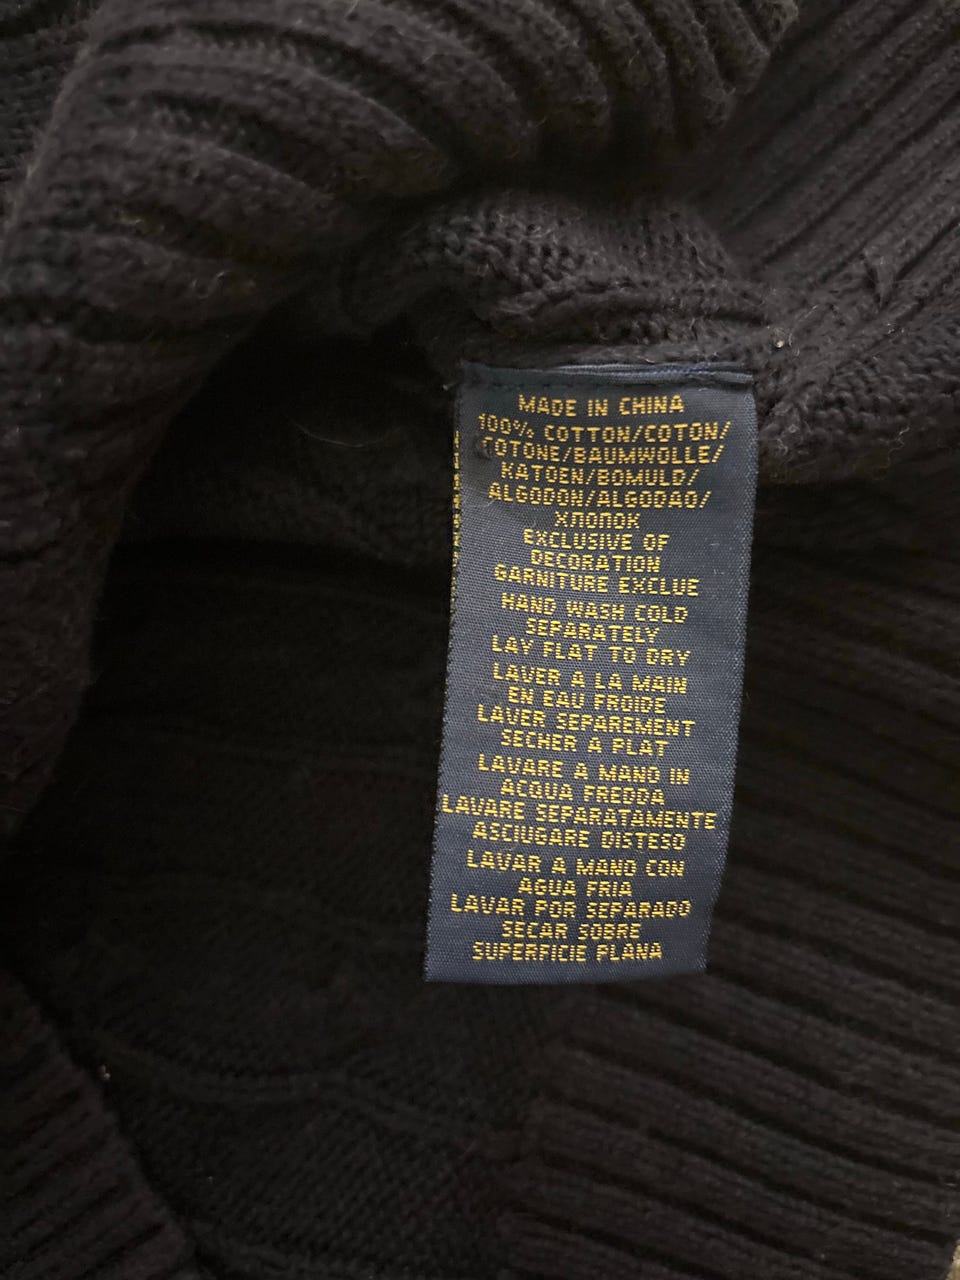 MADE IN CHINA
100% COTTON/COTON/
COTONE/BAUMWOLLE/
KATOEN/BOMULD/
ALGODON/ALGODAO/
ХЛОПОК
EXCLUSIVE OF
DECORATION
GARNITURE EXCLUE
HAND WASH COLD
SEPARATELY
LAY FLAT TO DRY
LAVER A LA MAIN
EN EAU FROIDE
LAVER SEPAREMENT
SECHER A PLAT
LAVARE A MANO IN
ACQUA FREDDA
LAVARE SEPARATAMENTE
ASCIUGARE DISTESO
LAVAR A MANO CON
AGUA FRIA
LAVAR POR SEPARADO
SECAR SOBRE
SUPERFICIE PLANA